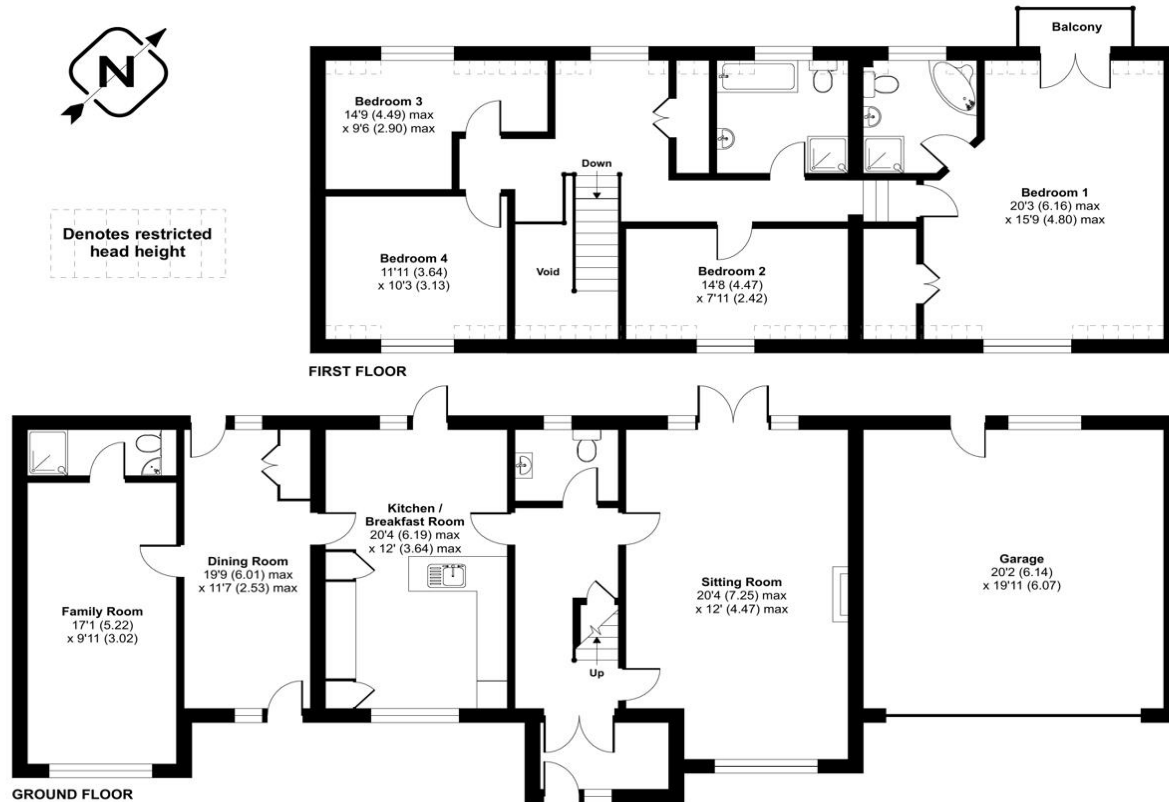 N
Denotes restricted
head height
Balcony
Bedroom 3
14'9 (4.49) max
x 9'6 (2.90) max
Down
Bedroom 1
20'3 (6.16) max
x 15'9 (4.80) max
Bedroom 4
11'11 (3.64)
x 10'3 (3.13)
Void
Bedroom 2
14'8 (4.47)
x 7'11 (2.42)
FIRST FLOOR
Kitchen /
Breakfast Room
20'4 (6.19) max
x 12' (3.64) max
Dining Room
19'9 (6.01) max
x 11'7 (2.53) max
Family Room
17'1 (5.22)
x 9'11 (3.02)
Sitting Room
20'4 (7.25) max
x 12' (4.47) max
Garage
20'2 (6.14)
x 19'11 (6.07)
Up
GROUND FLOOR